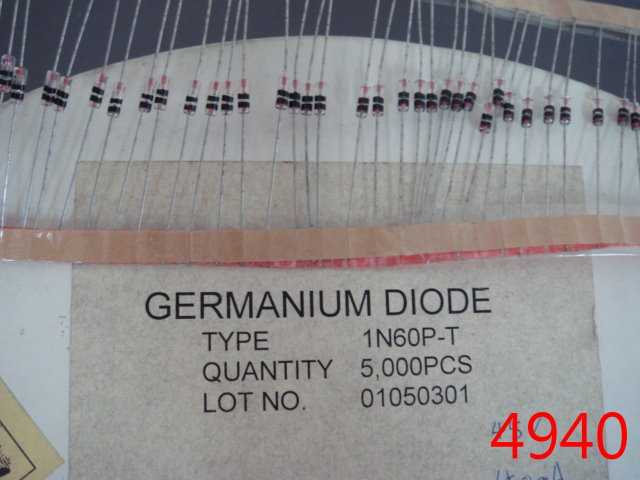 GERMANIUM DIODE
TYPE 1N60P-T
QUANTITY 5,000PCS
LOT NO. 01050301
4940